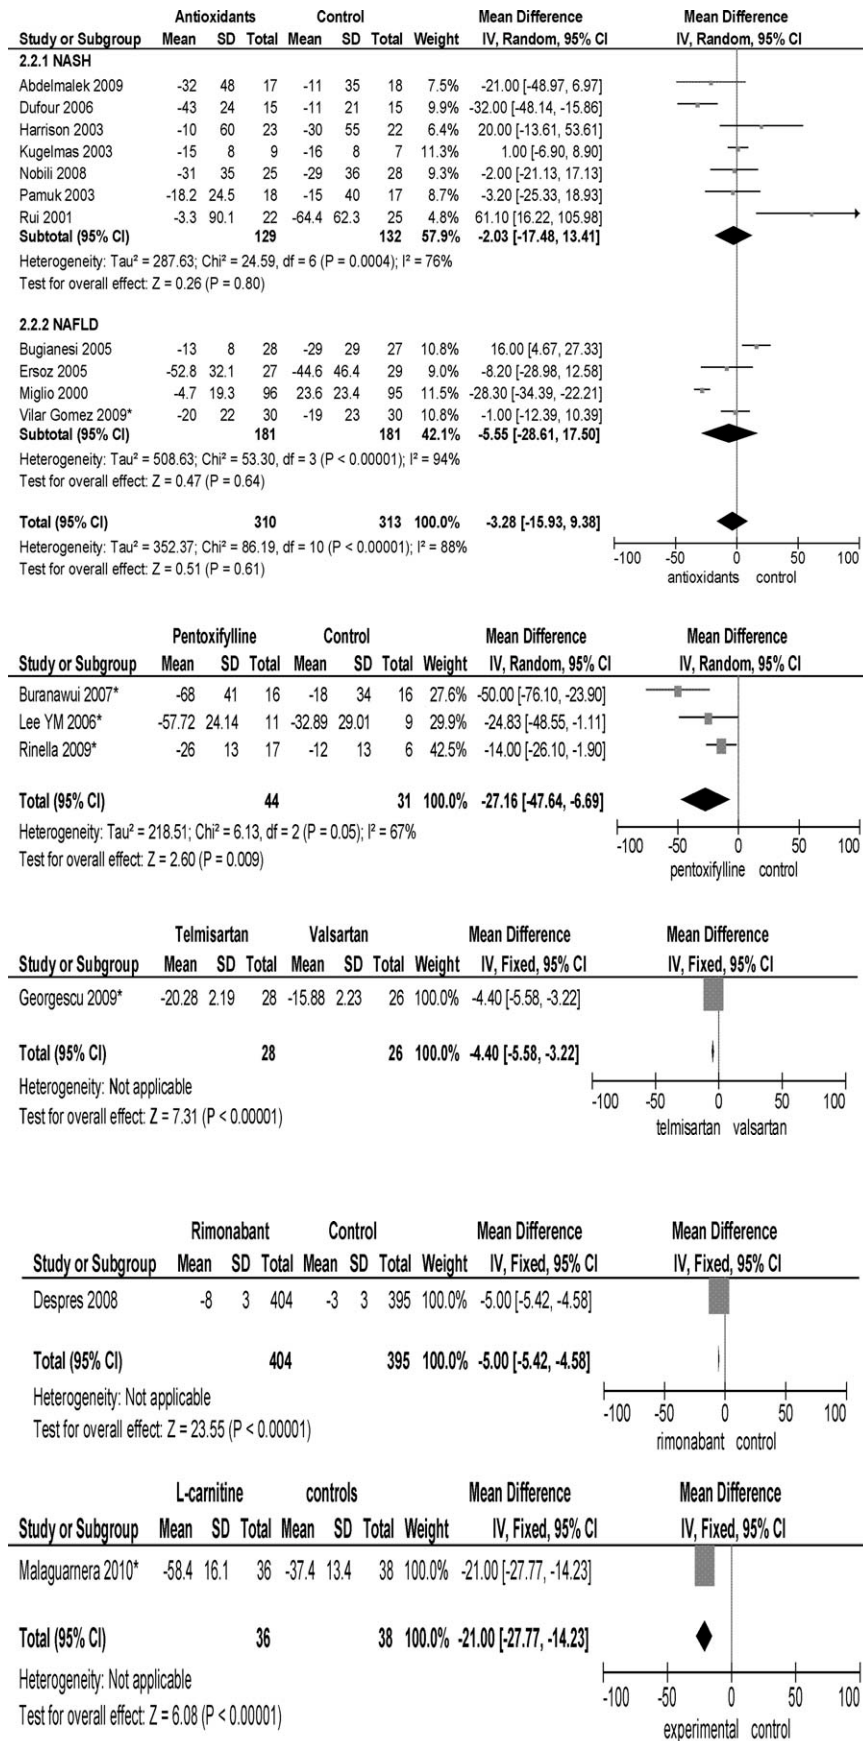 Antioxidants Control Mean Difference Mean Difference
Study or Subgroup Mean SD Total Mean SD Total Weight IV, Random, 95% CI IV, Random, 95% CI
2.2.1 NASH
Abdelmalek 2009 -32 48 17 -11 35 18 7.5% -21.00 [-48.97, 6.97]
Dufour 2006 -43 24 15 -11 21 15 9.9% -32.00 [-48.14, -15.86]
Harrison 2003 -10 60 23 -30 55 22 6.4% 20.00 [-13.61, 53.61]
Kugelmas 2003 -15 8 9 -16 8 7 11.3% 1.00 [-6.90, 8.90]
Nobili 2008 -31 35 25 -29 36 28 9.3% -2.00 [-21.13, 17.13]
Pamuk 2003 -18.2 24.5 18 -15 40 17 8.7% -3.20 [-25.33, 18.93]
Rui 2001 -3.3 90.1 22 -64.4 62.3 25 4.8% 61.10 [16.22, 105.98]
Subtotal (95% CI) 129 132 57.9% -2.03 [-17.48, 13.41]
Heterogeneity: Tau² = 287.63; Chi² = 24.59, df = 6 (P = 0.0004); I² = 76%
Test for overall effect: Z = 0.26 (P = 0.80)
2.2.2 NAFLD
Bugianesi 2005 -13 8 28 -29 29 27 10.8% 16.00 [4.67, 27.33]
Ersoz 2005 -52.8 32.1 27 -44.6 46.4 29 9.0% -8.20 [-28.98, 12.58]
Miglio 2000 -4.7 19.3 96 23.6 23.4 95 11.5% -28.30 [-34.39, -22.21]
Vilar Gomez 2009* -20 22 30 -19 23 30 10.8% -1.00 [-12.39, 10.39]
Subtotal (95% CI) 181 181 42.1% -5.55 [-28.61, 17.50]
Heterogeneity: Tau² = 508.63; Chi² = 53.30, df = 3 (P < 0.00001); I² = 94%
Test for overall effect: Z = 0.47 (P = 0.64)
Total (95% CI) 310 313 100.0% -3.28 [-15.93, 9.38]
Heterogeneity: Tau² = 352.37; Chi² = 86.19, df = 10 (P < 0.00001); I² = 88%
Test for overall effect: Z = 0.51 (P = 0.61)
-100 -50 0 50 100
antioxidants control
Pentoxifylline Control Mean Difference Mean Difference
Study or Subgroup Mean SD Total Mean SD Total Weight IV, Random, 95% CI IV, Random, 95% CI
Buranawui 2007* -68 41 16 -18 34 16 27.6% -50.00 [-76.10, -23.90]
Lee YM 2006* -57.72 24.14 11 -32.89 29.01 9 29.9% -24.83 [-48.55, -1.11]
Rinella 2009* -26 13 17 -12 13 6 42.5% -14.00 [-26.10, -1.90]
Total (95% CI) 44 31 100.0% -27.16 [-47.64, -6.69]
Heterogeneity: Tau² = 218.51; Chi² = 6.13, df = 2 (P = 0.05); I² = 67%
Test for overall effect: Z = 2.60 (P = 0.009)
-100 -50 0 50 100
pentoxifylline control
Telmisartan Valsartan Mean Difference Mean Difference
Study or Subgroup Mean SD Total Mean SD Total Weight IV, Fixed, 95% CI IV, Fixed, 95% CI
Georgescu 2009* -20.28 2.19 28 -15.88 2.23 26 100.0% -4.40 [-5.58, -3.22]
Total (95% CI) 28 26 100.0% -4.40 [-5.58, -3.22]
Heterogeneity: Not applicable
Test for overall effect: Z = 7.31 (P < 0.00001)
-100 -50 0 50 100
telmisartan valsartan
Rimonabant Control Mean Difference Mean Difference
Study or Subgroup Mean SD Total Mean SD Total Weight IV, Fixed, 95% CI IV, Fixed, 95% CI
Despres 2008 -8 3 404 -3 3 395 100.0% -5.00 [-5.42, -4.58]
Total (95% CI) 404 395 100.0% -5.00 [-5.42, -4.58]
Heterogeneity: Not applicable
Test for overall effect: Z = 23.55 (P < 0.00001)
-100 -50 0 50 100
rimonabant control
L-carnitine controls Mean Difference Mean Difference
Study or Subgroup Mean SD Total Mean SD Total Weight IV, Fixed, 95% CI IV, Fixed, 95% CI
Malaguarnera 2010* -58.4 16.1 36 -37.4 13.4 38 100.0% -21.00 [-27.77, -14.23]
Total (95% CI) 36 38 100.0% -21.00 [-27.77, -14.23]
Heterogeneity: Not applicable
Test for overall effect: Z = 6.08 (P < 0.00001)
-100 -50 0 50 100
experimental control